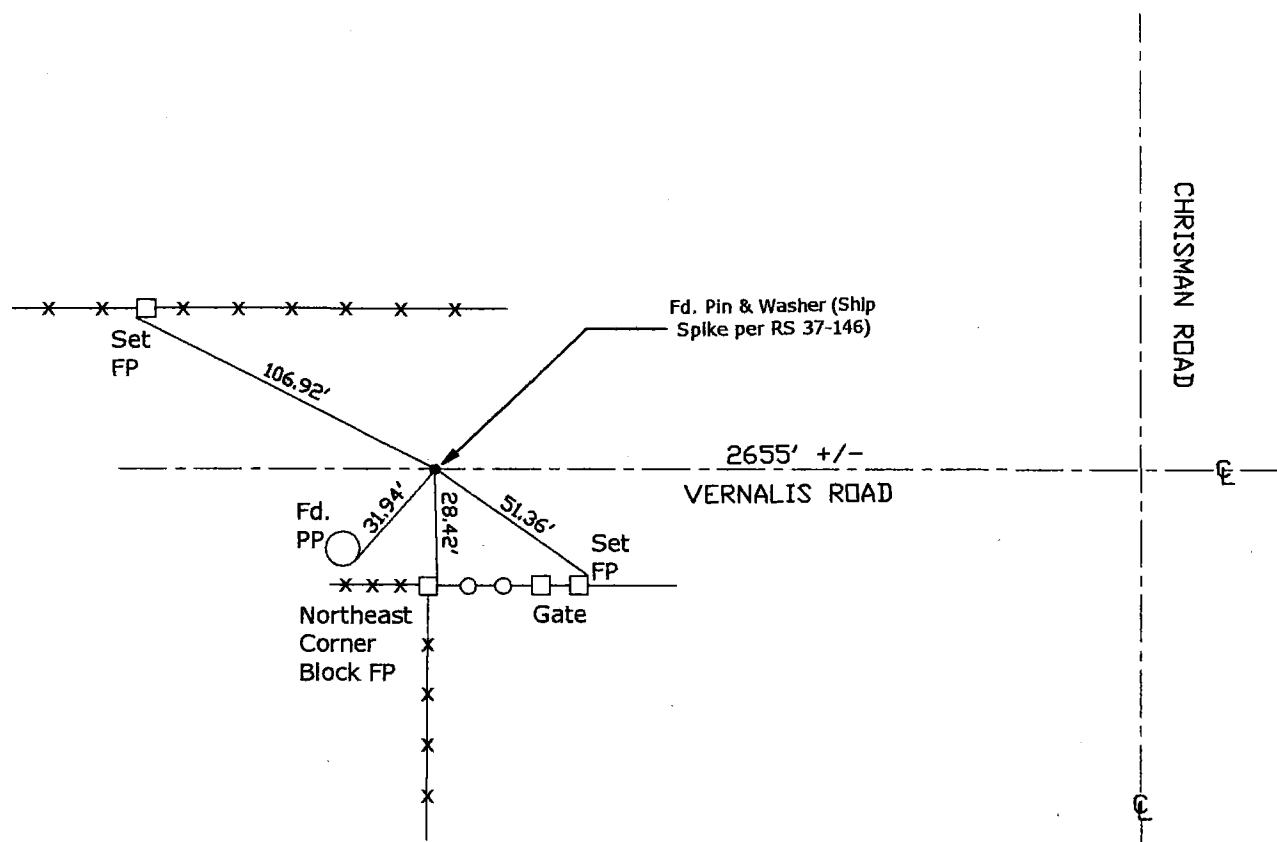 CHRISMAN ROAD
Fd. Pin & Washer (Ship
Spike per RS 37-146)
Set
FP
106.92'
2655' +/-
℄
VERNALIS ROAD
Fd.
PP
31.94'
28.42'
51.36'
Set
FP
Northeast
Corner
Block FP
Gate
℄